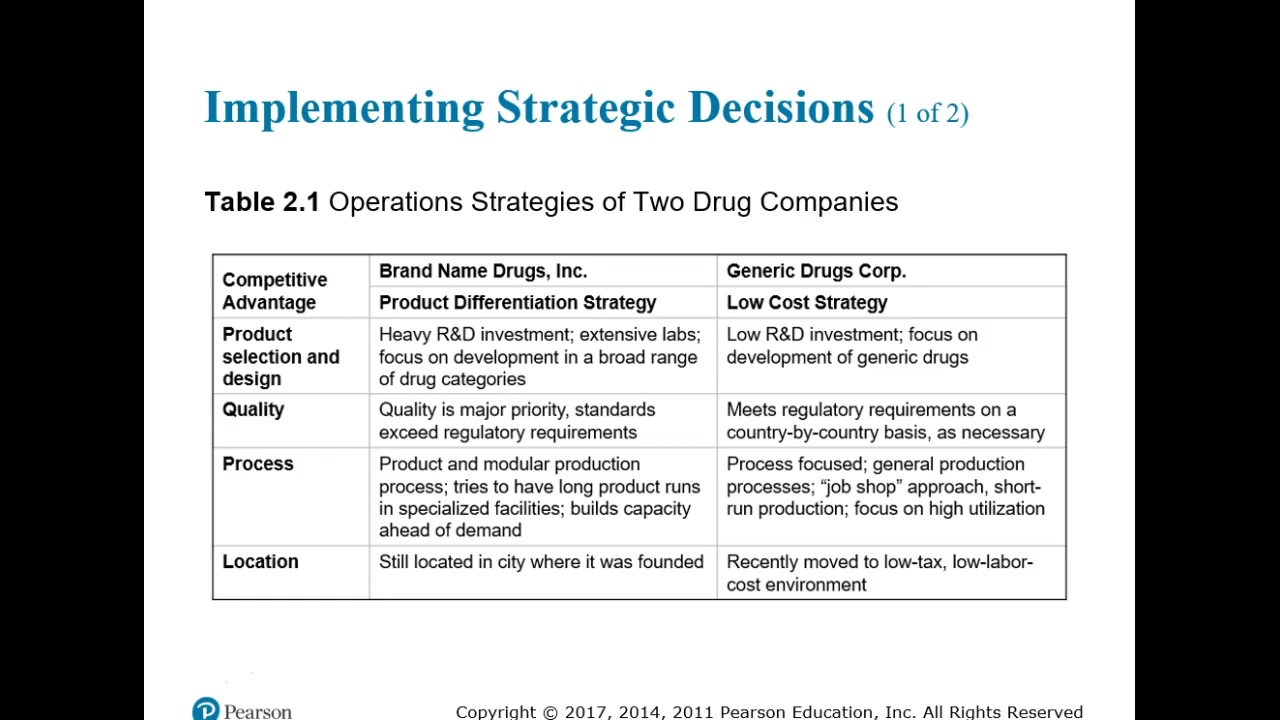 Implementing Strategic Decisions (1 of 2)
Table 2.1 Operations Strategies of Two Drug Companies
Competitive
Advantage
Brand Name Drugs, Inc.
Generic Drugs Corp.
Product Differentiation Strategy
Low Cost Strategy
Product
selection and
design
Heavy R&D investment; extensive labs;
focus on development in a broad range
of drug categories
Low R&D investment; focus on
development of generic drugs
Quality
Quality is major priority, standards
exceed regulatory requirements
Meets regulatory requirements on a
country-by-country basis, as necessary
Process
Product and modular production
process; tries to have long product runs
in specialized facilities; builds capacity
ahead of demand
Process focused; general production
processes; “job shop” approach, short-
run production; focus on high utilization
Location
Still located in city where it was founded
Recently moved to low-tax, low-labor-
cost environment
Pearson
Copyright © 2017, 2014, 2011 Pearson Education, Inc. All Rights Reserved